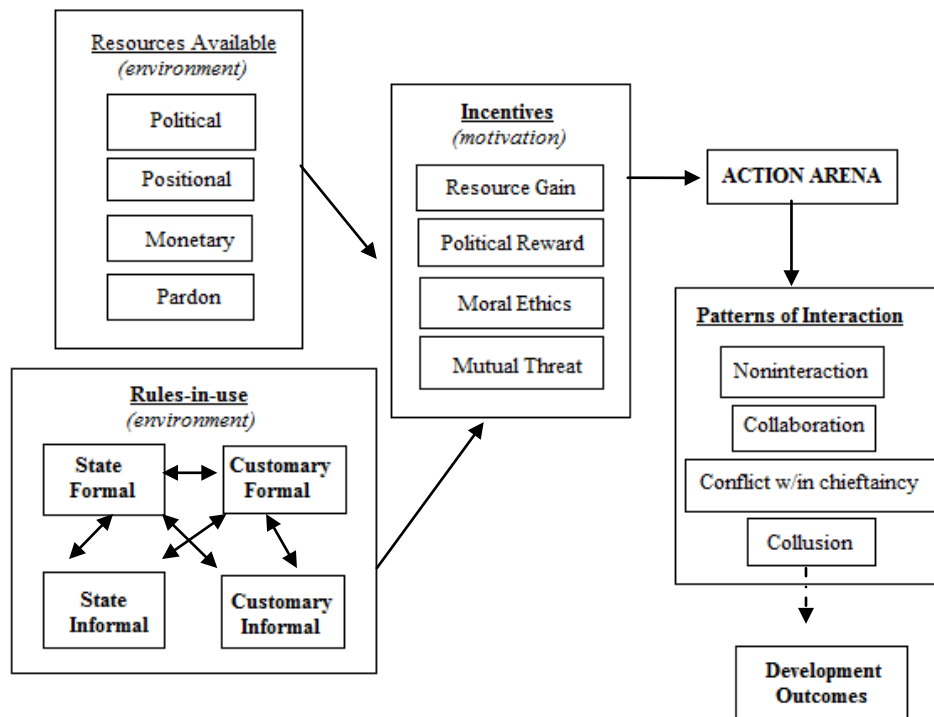 Resources Available
(environment)
Political
Positional
Monetary
Pardon
Rules-in-use
(environment)
State
Formal
Customary
Formal
State
Informal
Customary
Informal
Incentives
(motivation)
Resource Gain
Political Reward
Moral Ethics
Mutual Threat
ACTION ARENA
Patterns of Interaction
Noninteraction
Collaboration
Conflict w/in chieftaincy
Collusion
Development
Outcomes